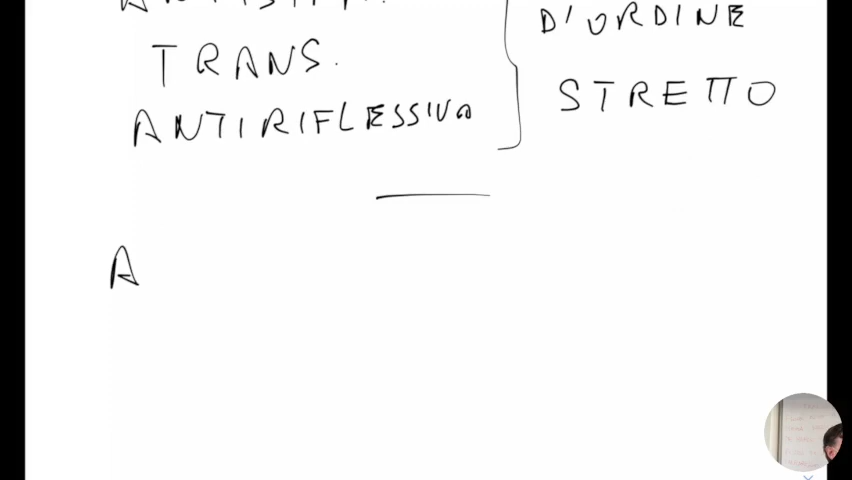 D'ORDINE
TRANS.
STRETTO
ANTIRIFLESSIVA
A